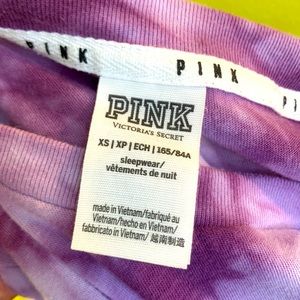 PINK
PINK
PINK
VICTORIA'S SECRET
XS | XP | ECH | 165/84A
sleepwear/
vêtements de nuit
made in Vietnam/fabriqué au
Vietnam/hecho en Vietnam/
fabbricato in Vietnam/ 越南制造